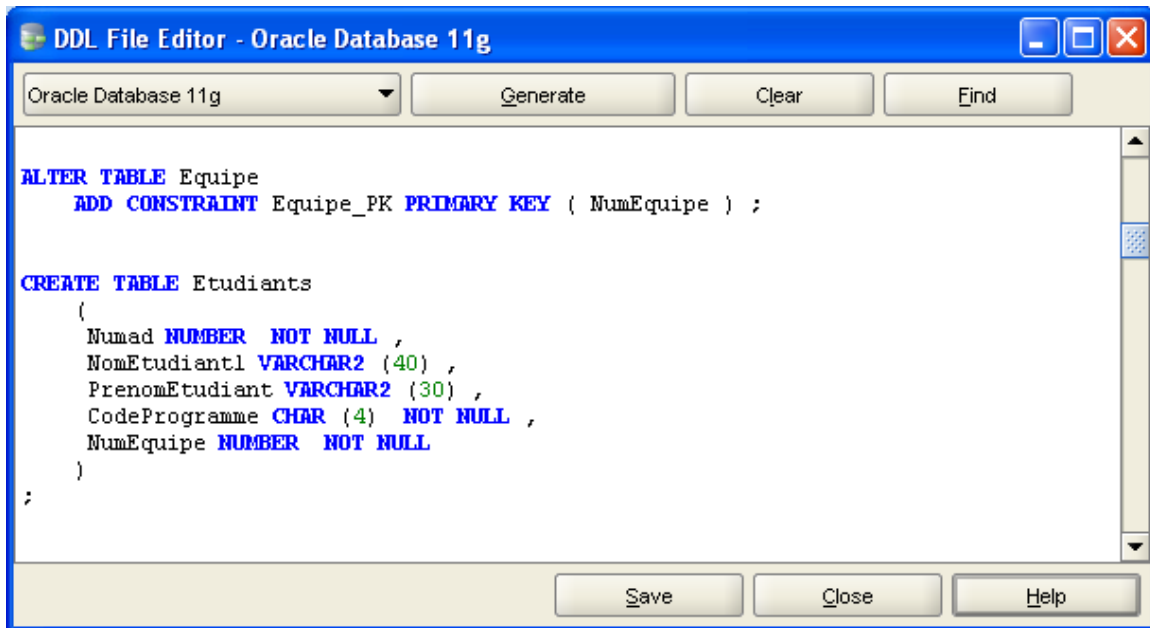 DDL File Editor - Oracle Database 11g
Oracle Database 11g Generate Clear Find
ALTER TABLE Equipe
ADD CONSTRAINT Equipe_PK PRIMARY KEY ( NumEquipe ) ;
CREATE TABLE Etudiants
(
Numad NUMBER NOT NULL ,
NomEtudiantl VARCHAR2 (40) ,
PrenomEtudiant VARCHAR2 (30) ,
CodeProgramme CHAR (4) NOT NULL ,
NumEquipe NUMBER NOT NULL
)
;
Save Close Help